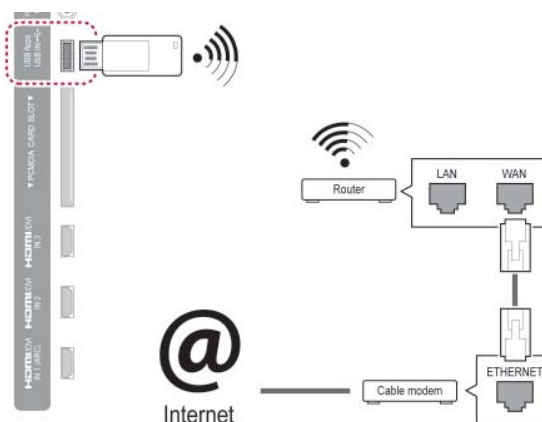 USB Apps
USB IN
▼ PCMCIA CARD SLOT ▼
HDMI/DVI
IN 3
HDMI/DVI
IN 2
HDMI/DVI
IN 1 (ARC)
Router
LAN
WAN
@
Internet
Cable modem
ETHERNET